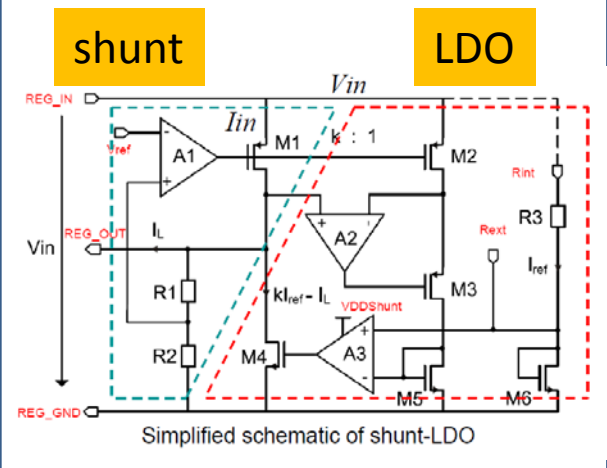 shunt
LDO
Vin
REG_IN
Iin
M1
k : 1
Vref
-
A1
+
M2
Rint
+
-
A2
Rext
R3
REG_OUT
IL
Vin
R1
kIref - IL
VDDShunt
M3
Iref
R2
M4
+
A3
-
M5
M6
REG_GND
Simplified schematic of shunt-LDO